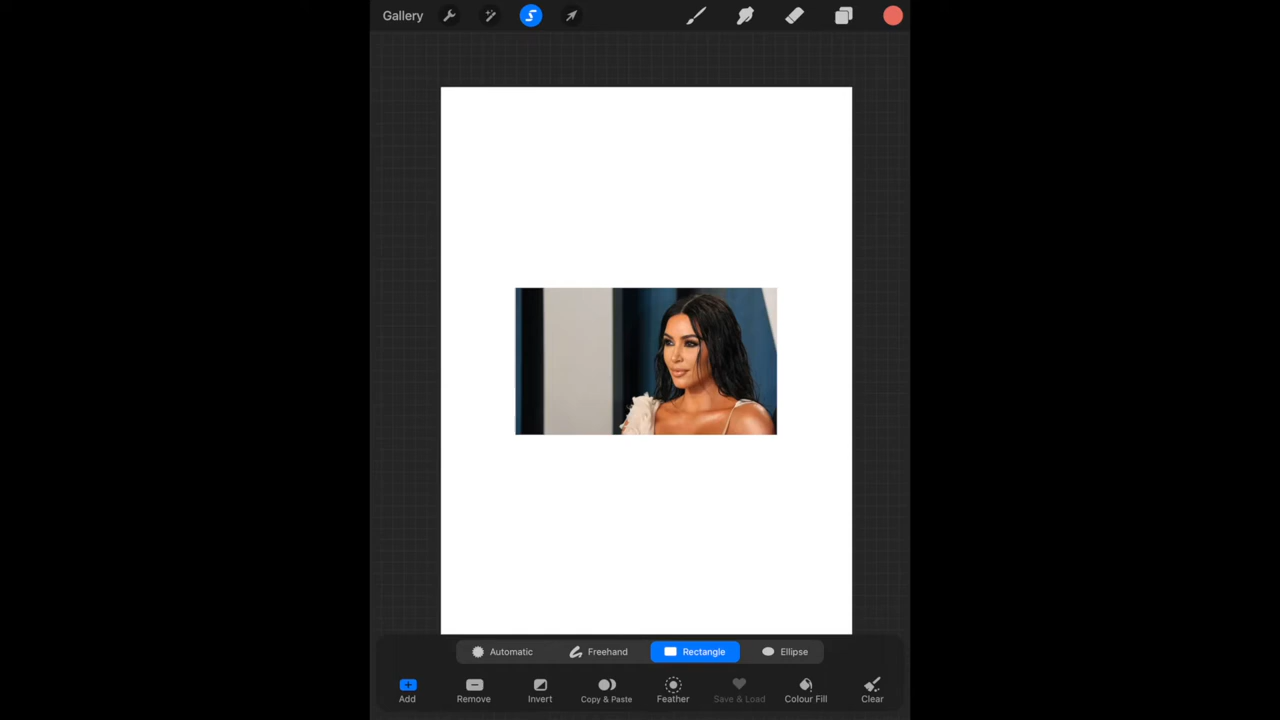 Gallery
Automatic Freehand Rectangle Ellipse
Add Remove Invert Copy & Paste Feather Save & Load Colour Fill Clear